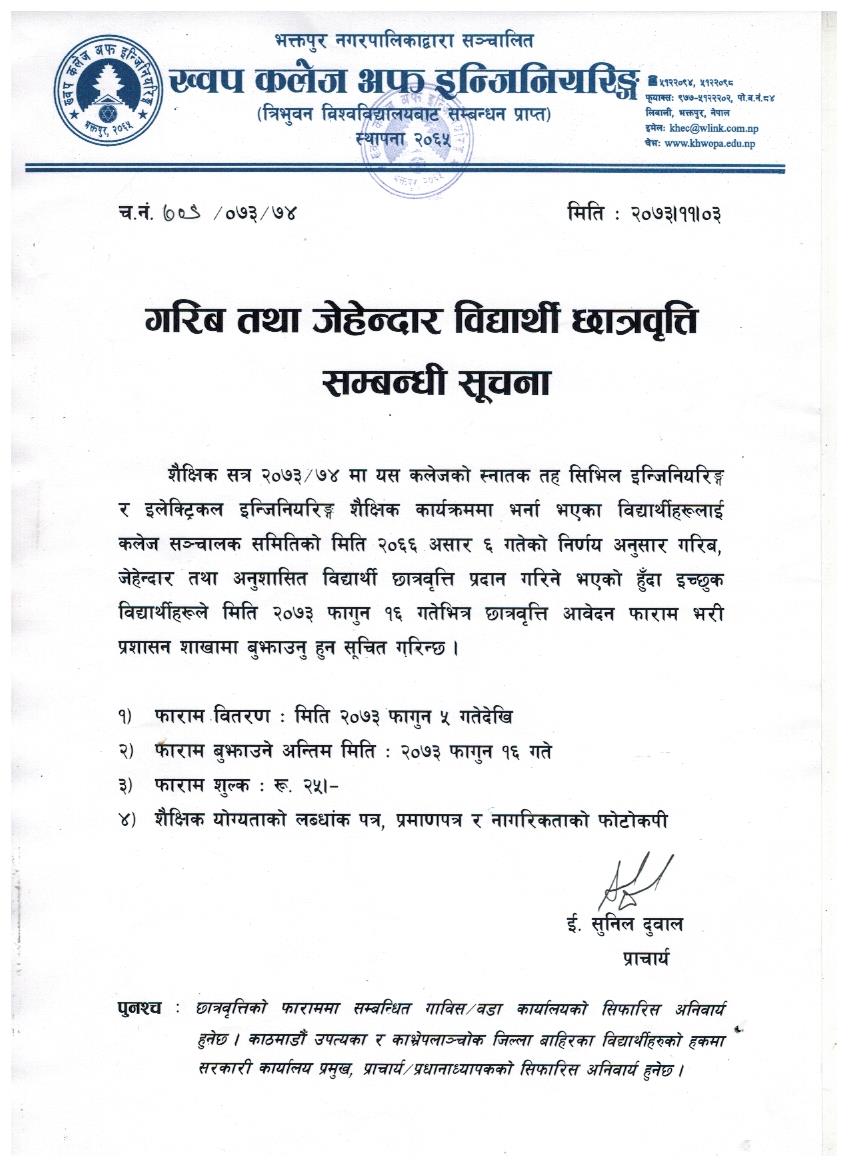 भक्तपुर नगरपालिकाद्वारा सञ्चालित
ख्वप कलेज अफ इन्जिनियरिङ्ग
(त्रिभुवन विश्वविद्यालयबाट सम्बन्धन प्राप्त)
स्थापना २०६५
ख्वप कलेज अफ इन्जिनियरिङ्ग
भक्तपुर, २०६५
५१२२०९४, ५१२२०९८
फ्याक्सः ९७७-५१२२२०२, पो.ब.नं.८४
लिवाली, भक्तपुर, नेपाल
इमेलः khec@wlink.com.np
वेभः www.khwopa.edu.np
च.नं. ७०९ /०७३/७४
मिति : २०७३।११।०३
गरिब तथा जेहेन्दार विद्यार्थी छात्रवृत्ति
सम्बन्धी सूचना
शैक्षिक सत्र २०७३/७४ मा यस कलेजको स्नातक तह सिभिल इन्जिनियरिङ्ग
र इलेक्ट्रिकल इन्जिनियरिङ्ग शैक्षिक कार्यक्रममा भर्ना भएका विद्यार्थीहरूलाई
कलेज सञ्चालक समितिको मिति २०६६ असार ६ गतेको निर्णय अनुसार गरिब,
जेहेन्दार तथा अनुशासित विद्यार्थी छात्रवृत्ति प्रदान गरिने भएको हुँदा इच्छुक
विद्यार्थीहरूले मिति २०७३ फागुन १६ गतेभित्र छात्रवृत्ति आवेदन फाराम भरी
प्रशासन शाखामा बुझाउनु हुन सूचित गरिन्छ ।
१) फाराम वितरण : मिति २०७३ फागुन ५ गतेदेखि
२) फाराम बुझाउने अन्तिम मिति : २०७३ फागुन १६ गते
३) फाराम शुल्क : रू. २५।–
४) शैक्षिक योग्यताको लब्धांक पत्र, प्रमाणपत्र र नागरिकताको फोटोकपी
ई. सुनिल दुवाल
प्राचार्य
पुनश्च : छात्रवृत्तिको फाराममा सम्बन्धित गाविस/वडा कार्यालयको सिफारिस अनिवार्य
हुनेछ । काठमाडौं उपत्यका र काभ्रेपलाञ्चोक जिल्ला बाहिरका विद्यार्थीहरुको हकमा
सरकारी कार्यालय प्रमुख, प्राचार्य/प्रधानाध्यापकको सिफारिस अनिवार्य हुनेछ ।